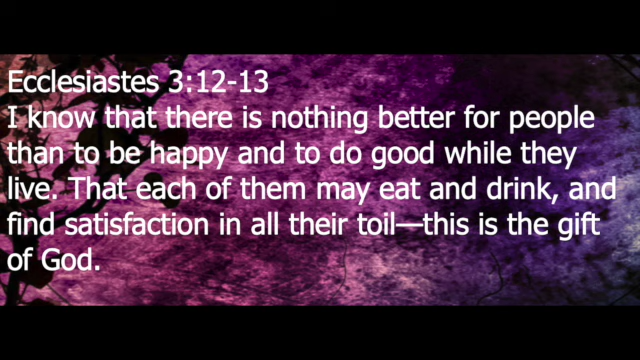 Ecclesiastes 3:12-13
I know that there is nothing better for people
than to be happy and to do good while they
live. That each of them may eat and drink, and
find satisfaction in all their toil—this is the gift
of God.